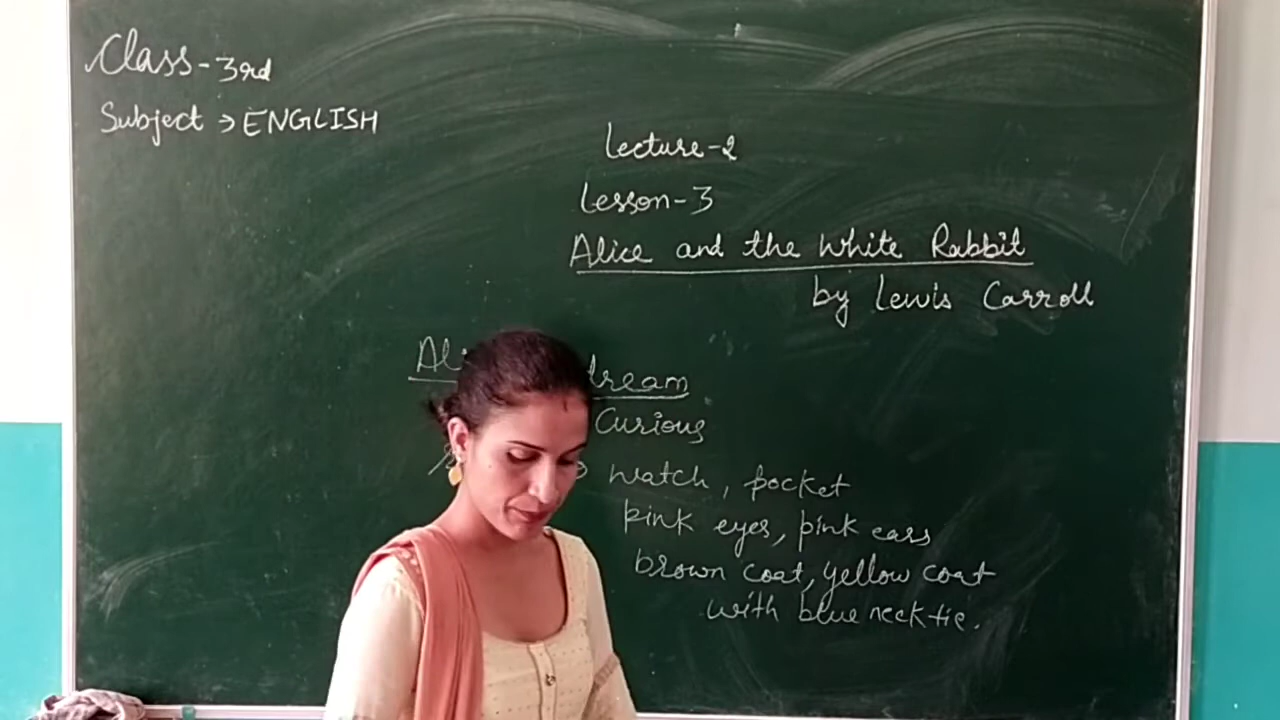 Class-3rd
Subject → ENGLISH
Lecture-2
Lesson-3
Alice and the White Rabbit
by Lewis Carroll
Curious
watch, pocket
pink eyes, pink ears
brown coat, yellow coat
with blue necktie.